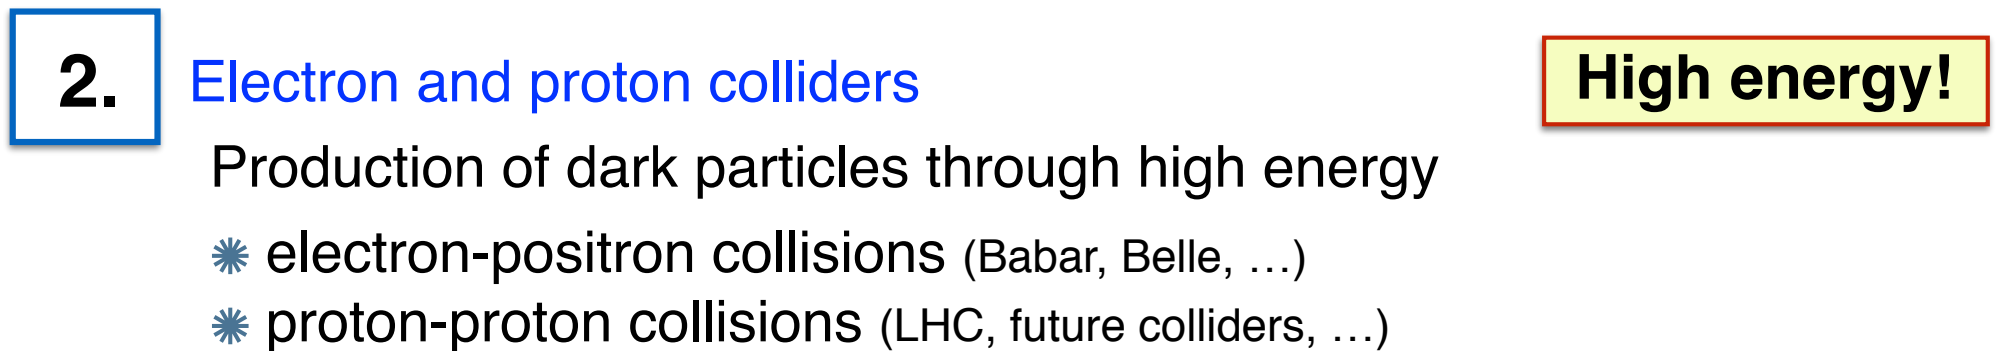 2. Electron and proton colliders High energy!
Production of dark particles through high energy
electron-positron collisions (Babar, Belle, …)
proton-proton collisions (LHC, future colliders, …)